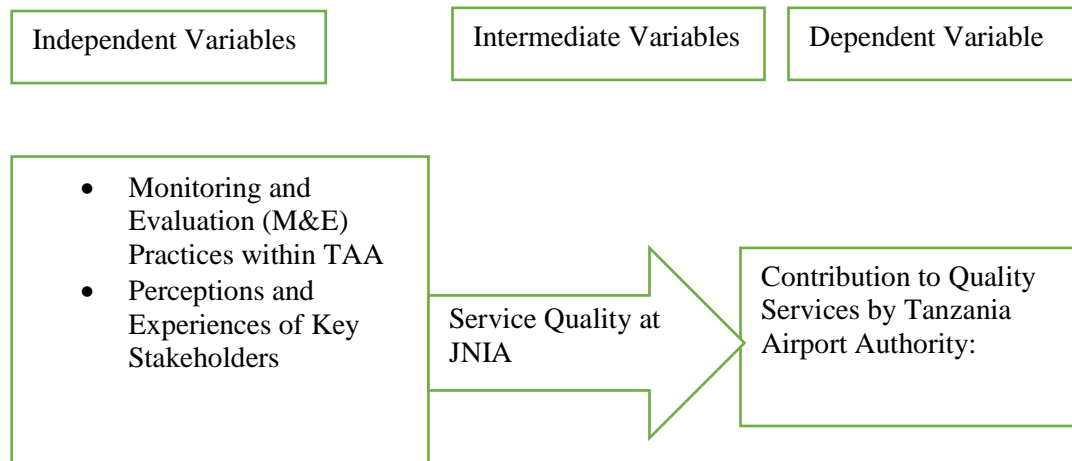 Independent Variables
Intermediate Variables
Dependent Variable
• Monitoring and
Evaluation (M&E)
Practices within TAA
• Perceptions and
Experiences of Key
Stakeholders
Service Quality at
JNIA
Contribution to Quality
Services by Tanzania
Airport Authority: